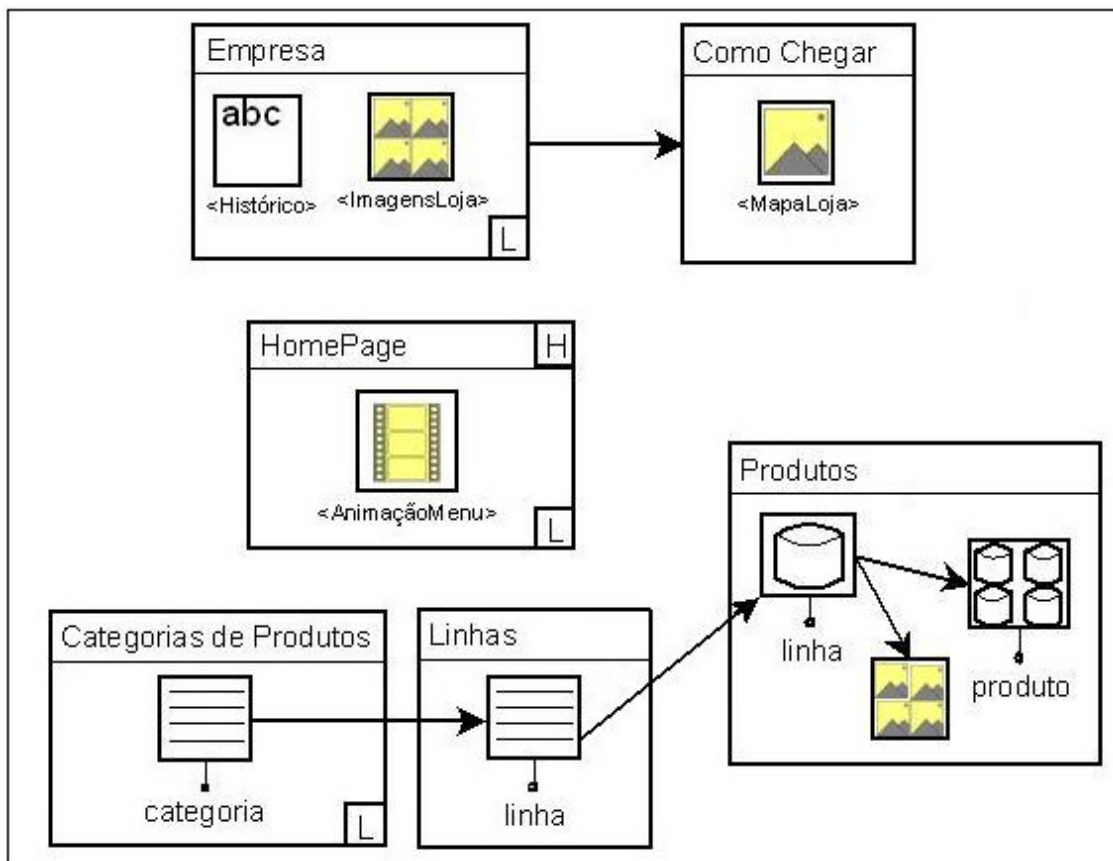 Empresa
abc
<Histórico>
<ImagensLoja>
L
Como Chegar
<MapaLoja>
HomePage
H
<AnimaçãoMenu>
L
Produtos
linha
produto
Categorias de Produtos
categoria
L
Linhas
linha